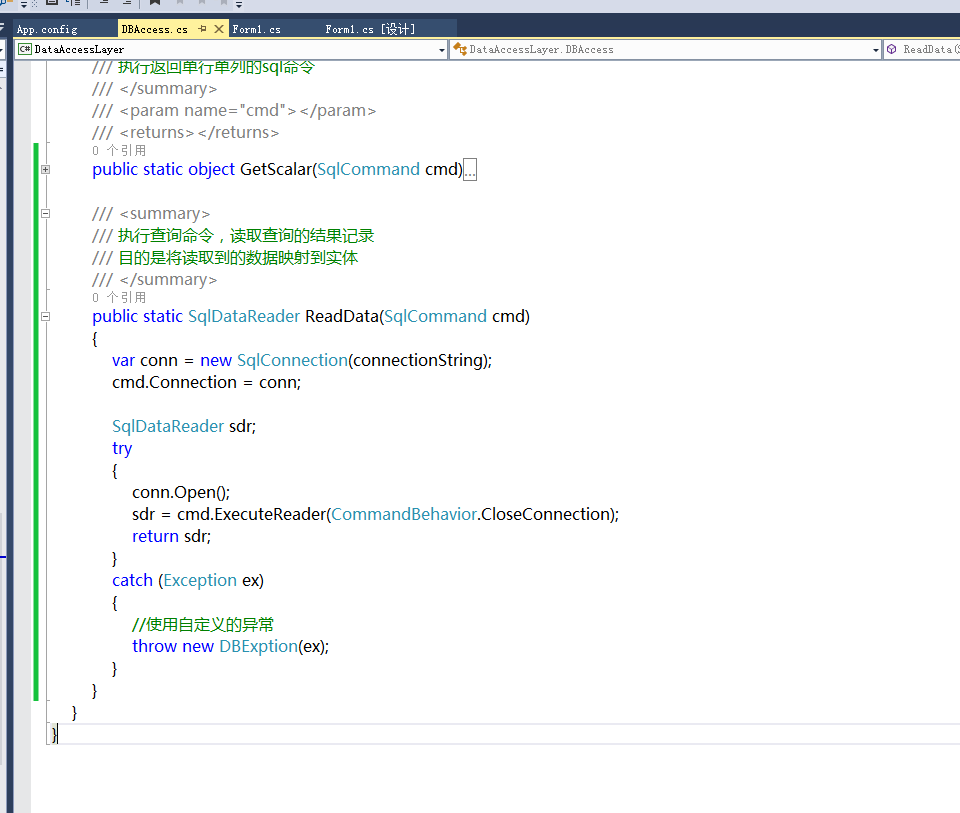 App.config DBAccess.cs Form1.cs Form1.cs [设计]
DataAccessLayer DataAccessLayer.DBAccess ReadData(
/// 执行返回单行单列的sql命令
/// </summary>
/// <param name="cmd"></param>
/// <returns></returns>
0 个引用
public static object GetScalar(SqlCommand cmd)...
/// <summary>
/// 执行查询命令，读取查询的结果记录
/// 目的是将读取到的数据映射到实体
/// </summary>
0 个引用
public static SqlDataReader ReadData(SqlCommand cmd)
{
var conn = new SqlConnection(connectionString);
cmd.Connection = conn;
SqlDataReader sdr;
try
{
conn.Open();
sdr = cmd.ExecuteReader(CommandBehavior.CloseConnection);
return sdr;
}
catch (Exception ex)
{
//使用自定义的异常
throw new DBExption(ex);
}
}
}
}